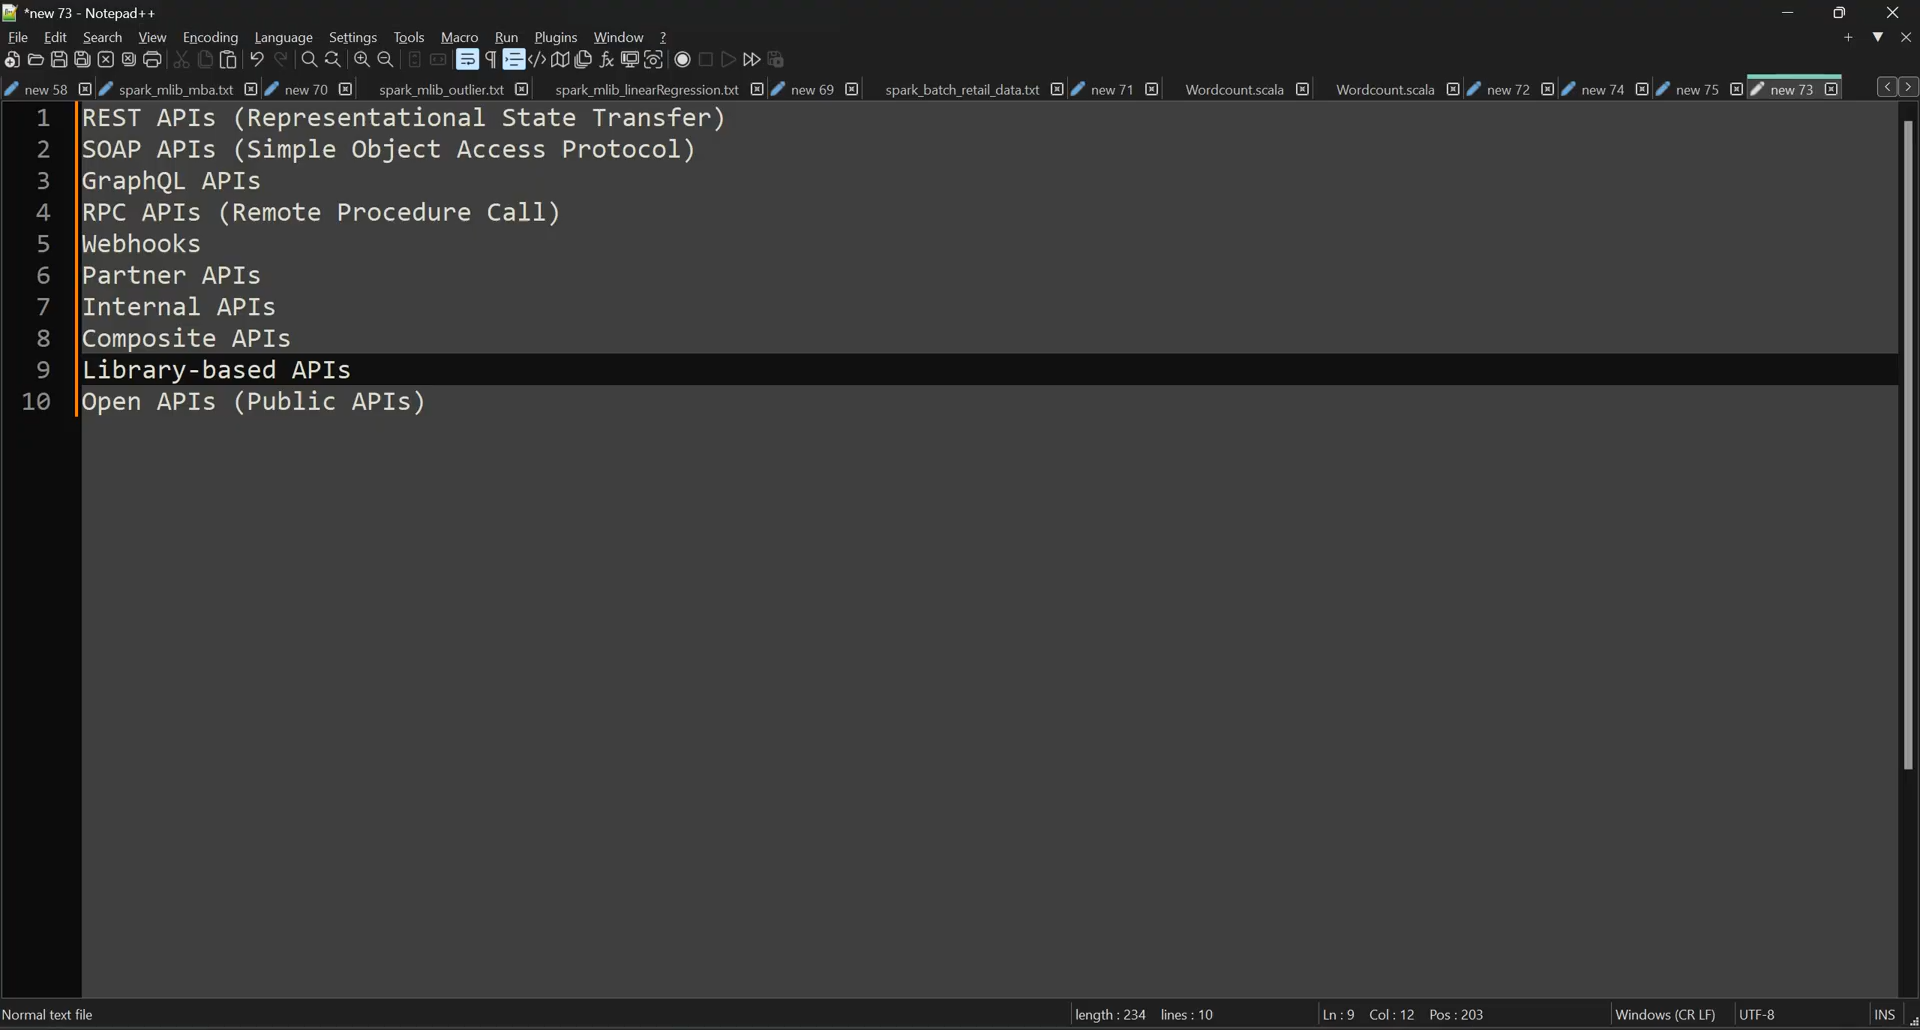 *new 73 - Notepad++
File Edit Search View Encoding Language Settings Tools Macro Run Plugins Window ?
new 58 spark_mlib_mba.txt new 70 spark_mlib_outlier.txt spark_mlib_linearRegression.txt new 69 spark_batch_retail_data.txt new 71 Wordcount.scala Wordcount.scala new 72 new 74 new 75 new 73
1 REST APIs (Representational State Transfer)
2 SOAP APIs (Simple Object Access Protocol)
3 GraphQL APIs
4 RPC APIs (Remote Procedure Call)
5 Webhooks
6 Partner APIs
7 Internal APIs
8 Composite APIs
9 Library-based APIs
10 Open APIs (Public APIs)
Normal text file length : 234 lines : 10 Ln : 9 Col : 12 Pos : 203 Windows (CR LF) UTF-8 INS